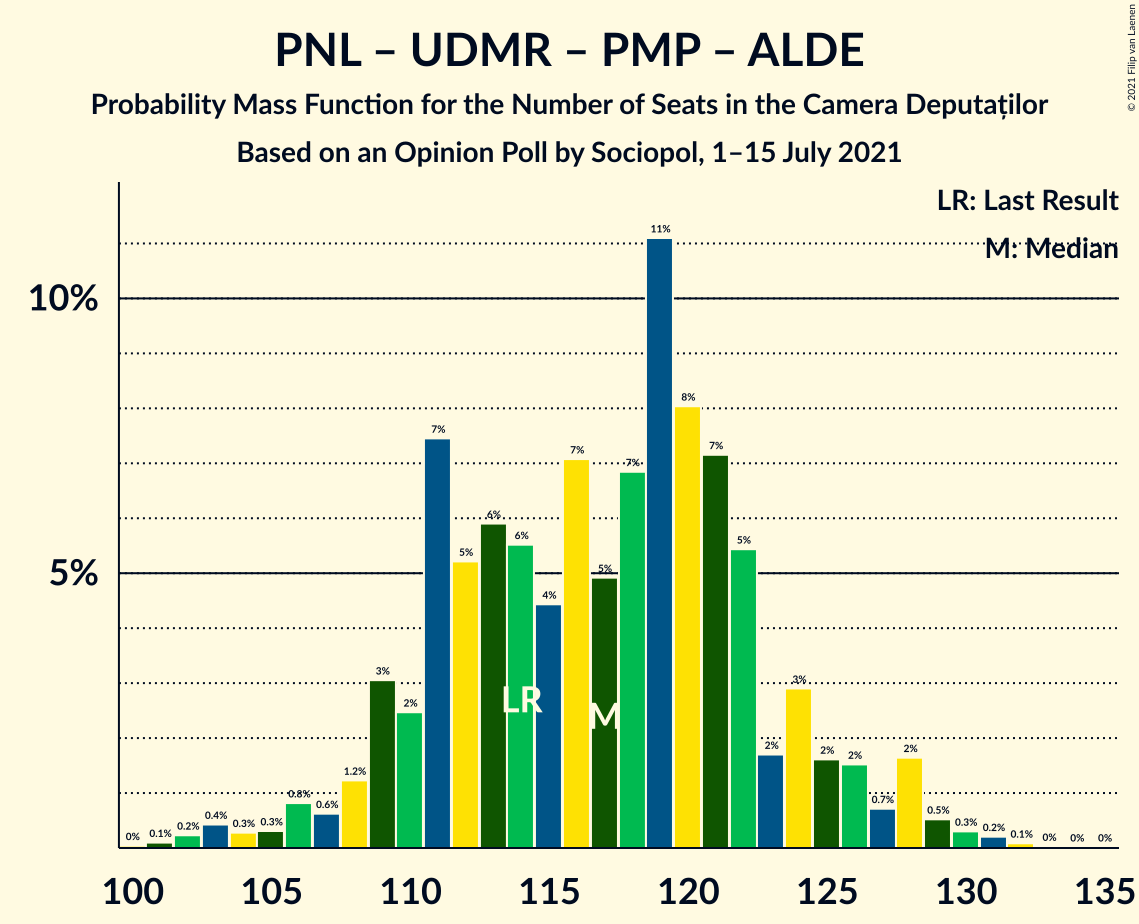 PNL – UDMR – PMP – ALDE
Probability Mass Function for the Number of Seats in the Camera Deputaților
Based on an Opinion Poll by Sociopol, 1–15 July 2021
© 2021 Filip van Laenen
LR: Last Result
M: Median
10%
5%
0% 0.1% 0.2% 0.4% 0.3% 0.3% 0.8% 0.6% 1.2% 3% 2% 7% 5% 6% 6% 4% 7% 5% 7% 11% 8% 7% 5% 2% 3% 2% 2% 0.7% 2% 0.5% 0.3% 0.2% 0.1% 0% 0% 0%
LR M
100 105 110 115 120 125 130 135